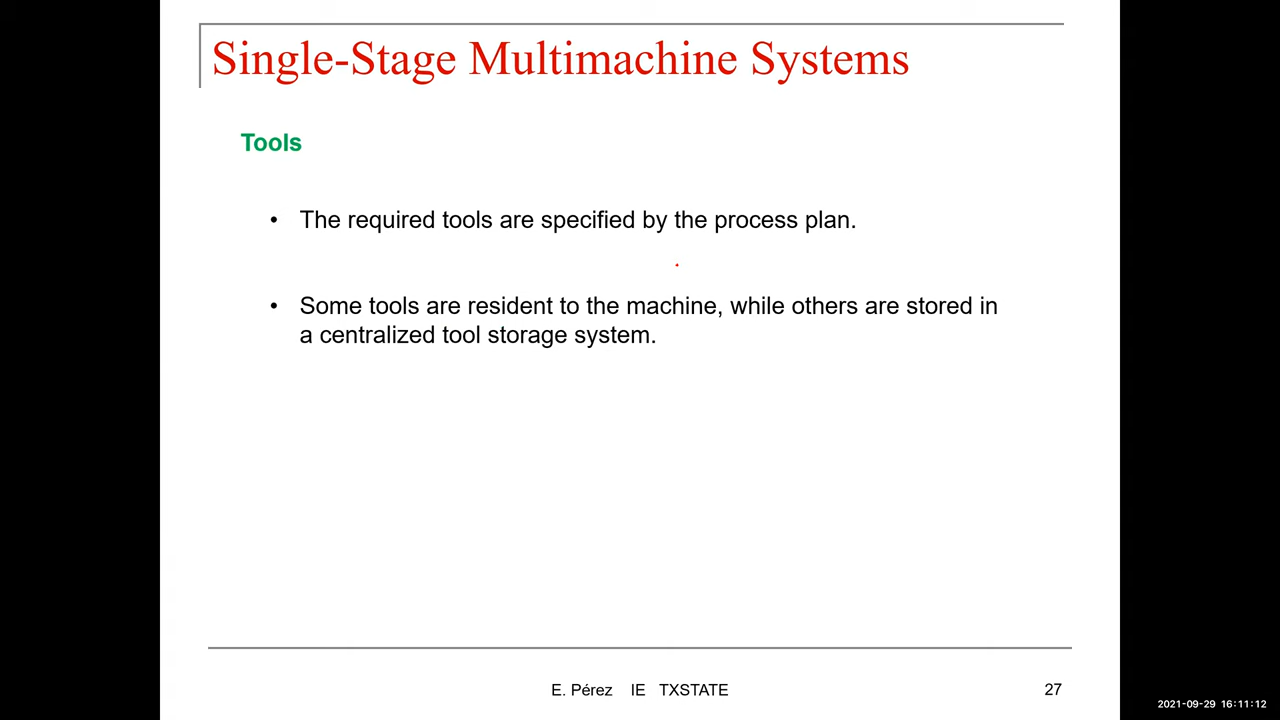 Single-Stage Multimachine Systems
Tools
• The required tools are specified by the process plan.
• Some tools are resident to the machine, while others are stored in
a centralized tool storage system.
E. Pérez IE TXSTATE
27
2021-09-29 16:11:12